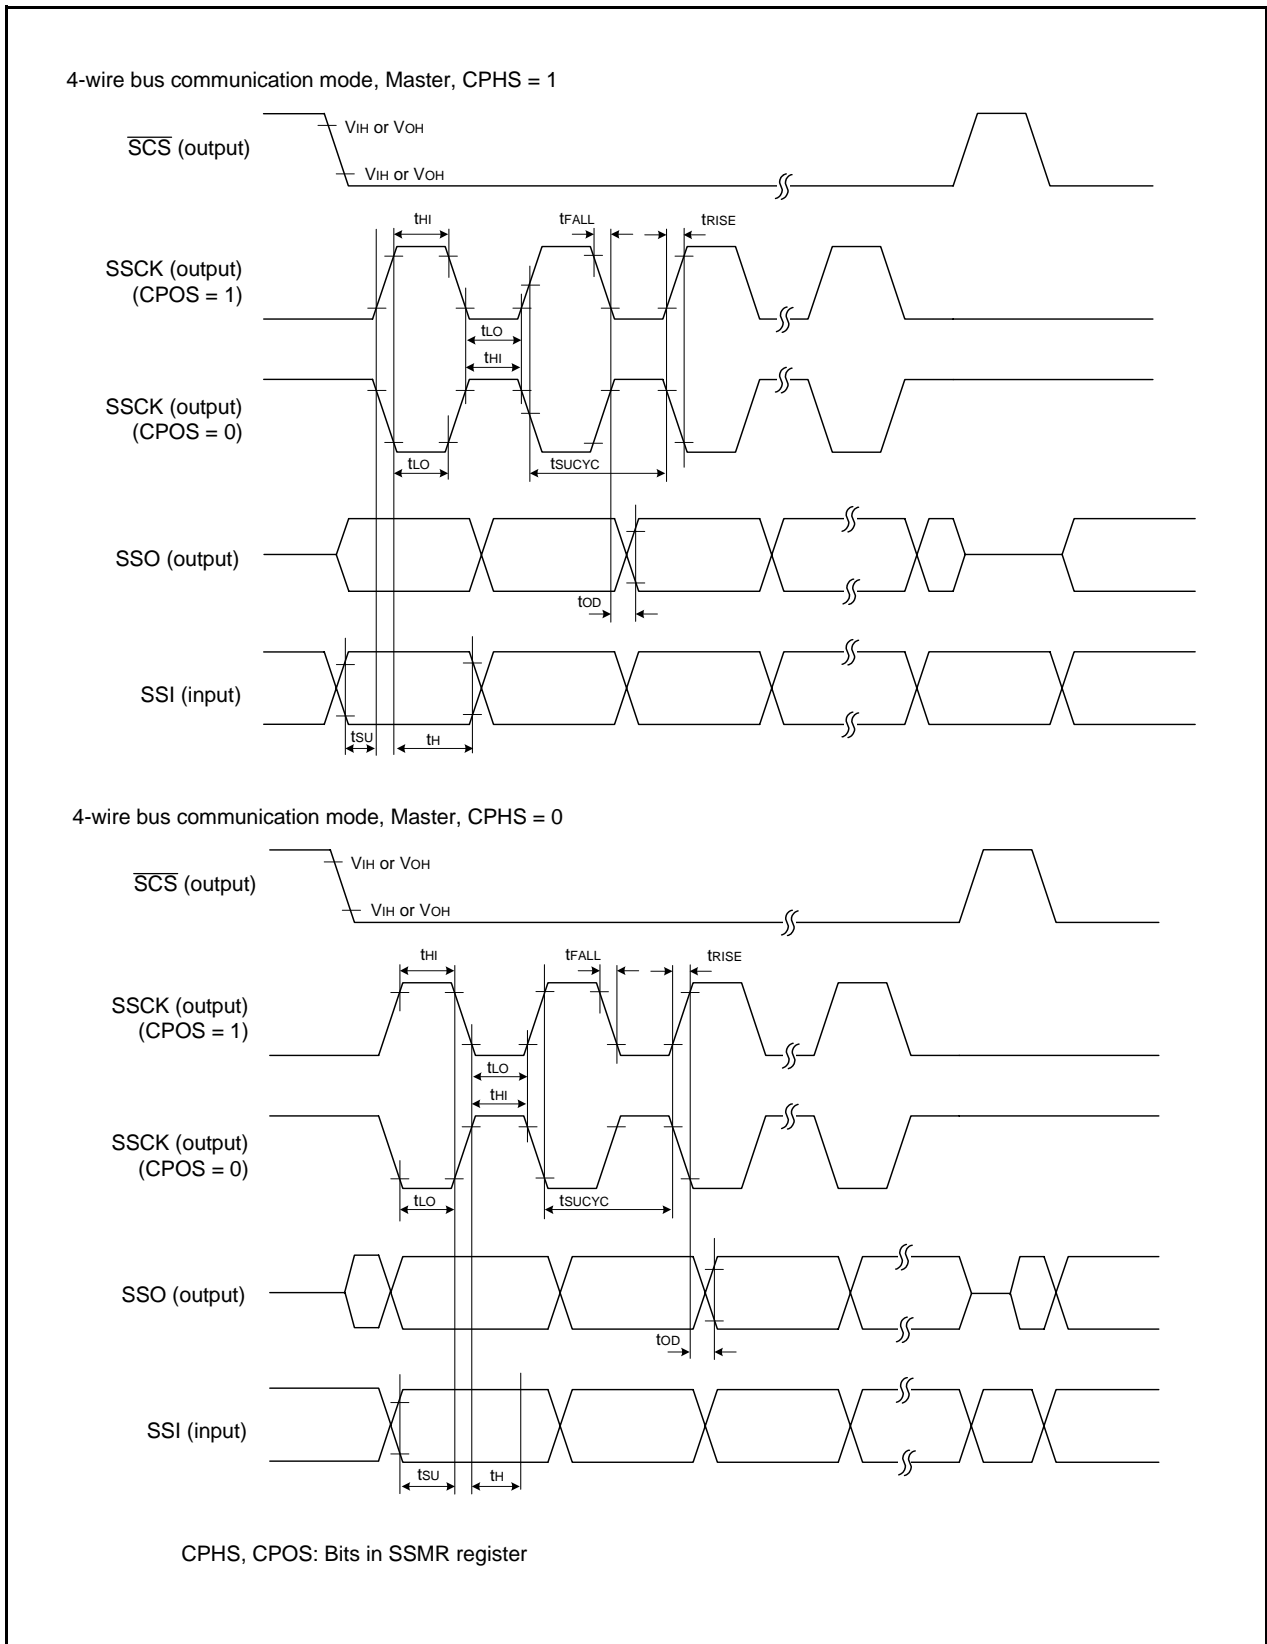 4-wire bus communication mode, Master, CPHS = 1
SCS (output)
VIH or VOH
VIH or VOH
tHI
tFALL
tRISE
SSCK (output)
(CPOS = 1)
tLO
tHI
SSCK (output)
(CPOS = 0)
tLO
tSUCYC
SSO (output)
tOD
SSI (input)
tSU
tH
4-wire bus communication mode, Master, CPHS = 0
SCS (output)
VIH or VOH
VIH or VOH
tHI
tFALL
tRISE
SSCK (output)
(CPOS = 1)
tLO
tHI
SSCK (output)
(CPOS = 0)
tLO
tSUCYC
SSO (output)
tOD
SSI (input)
tSU
tH
CPHS, CPOS: Bits in SSMR register